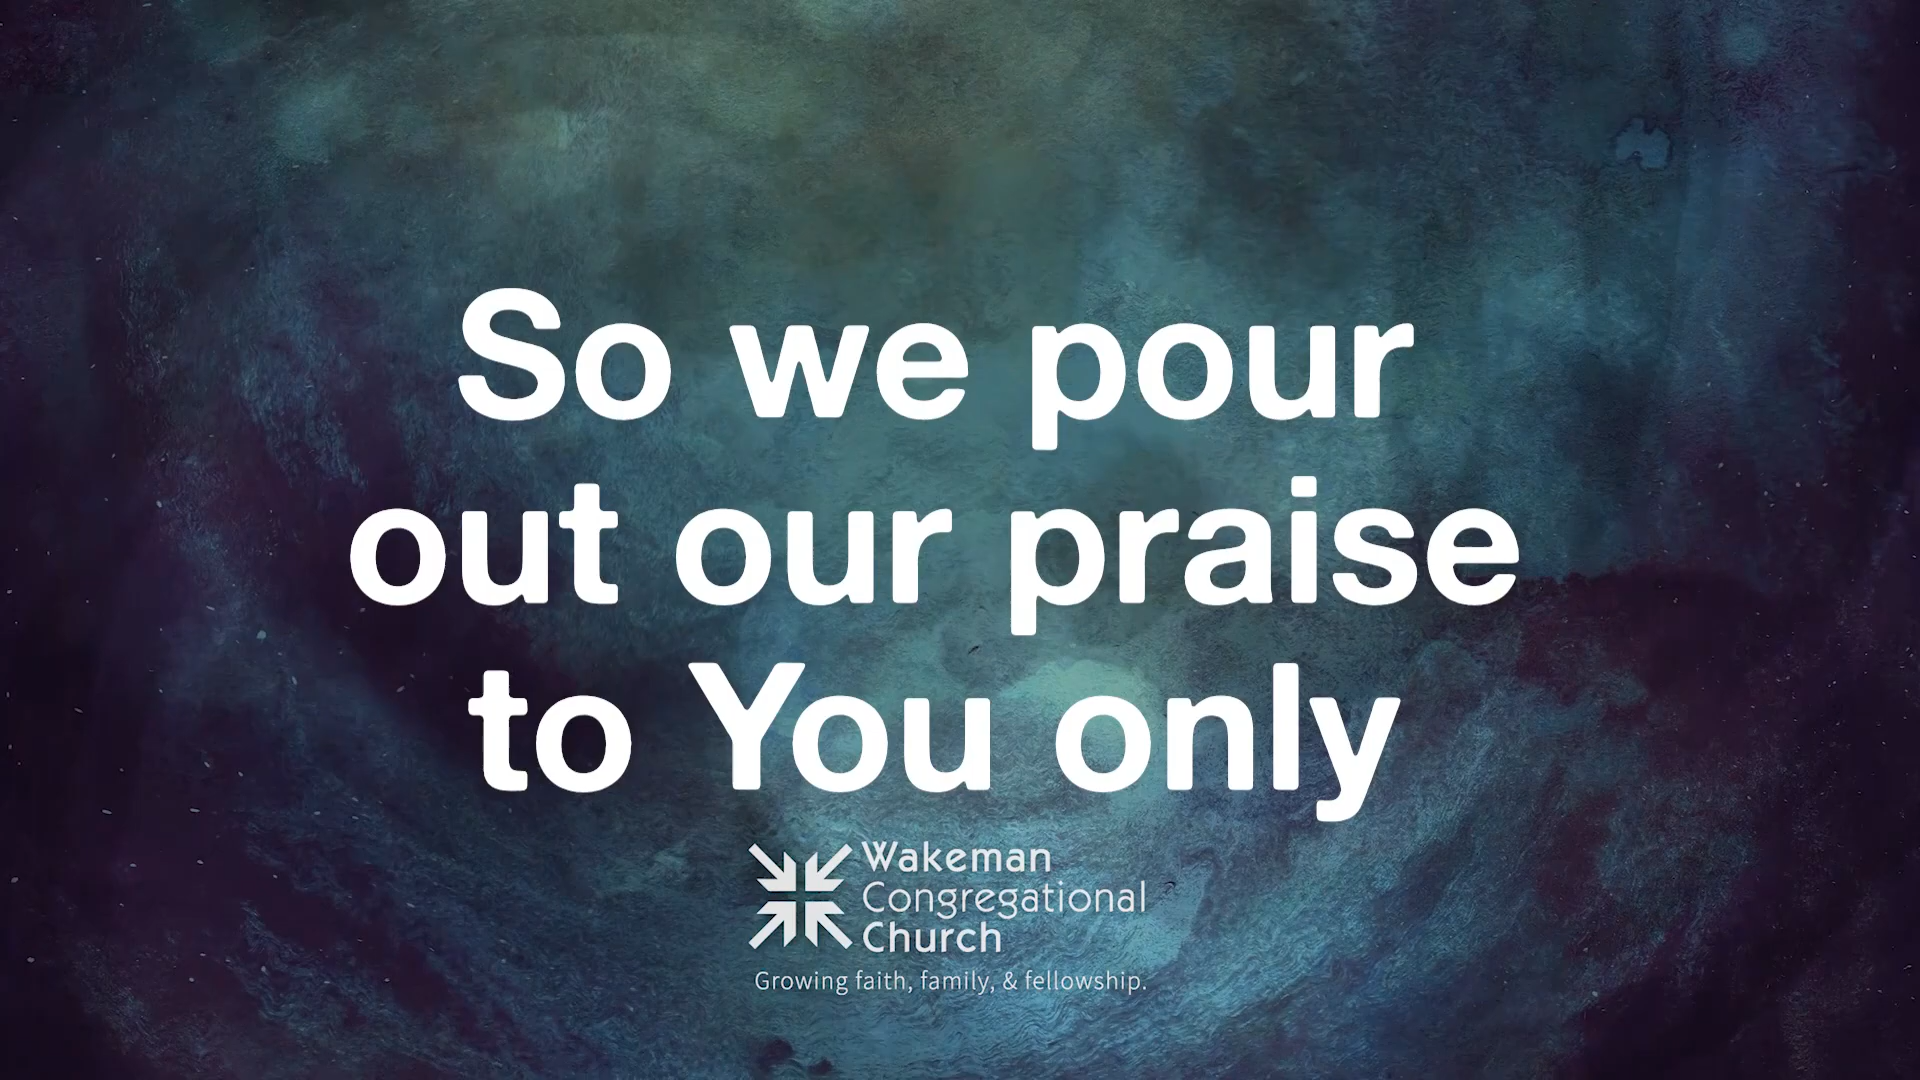 So we pour
out our praise
to You only
Wakeman
Congregational
Church
Growing faith, family, & fellowship.